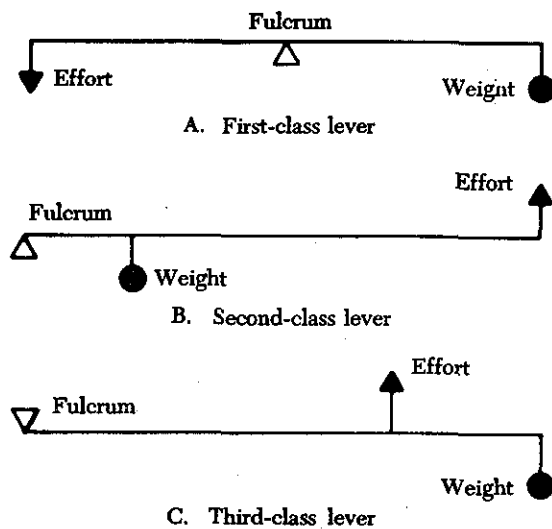 Fulcrum
Effort
Weight
A. First-class lever
Effort
Fulcrum
Weight
B. Second-class lever
Effort
Fulcrum
Weight
C. Third-class lever